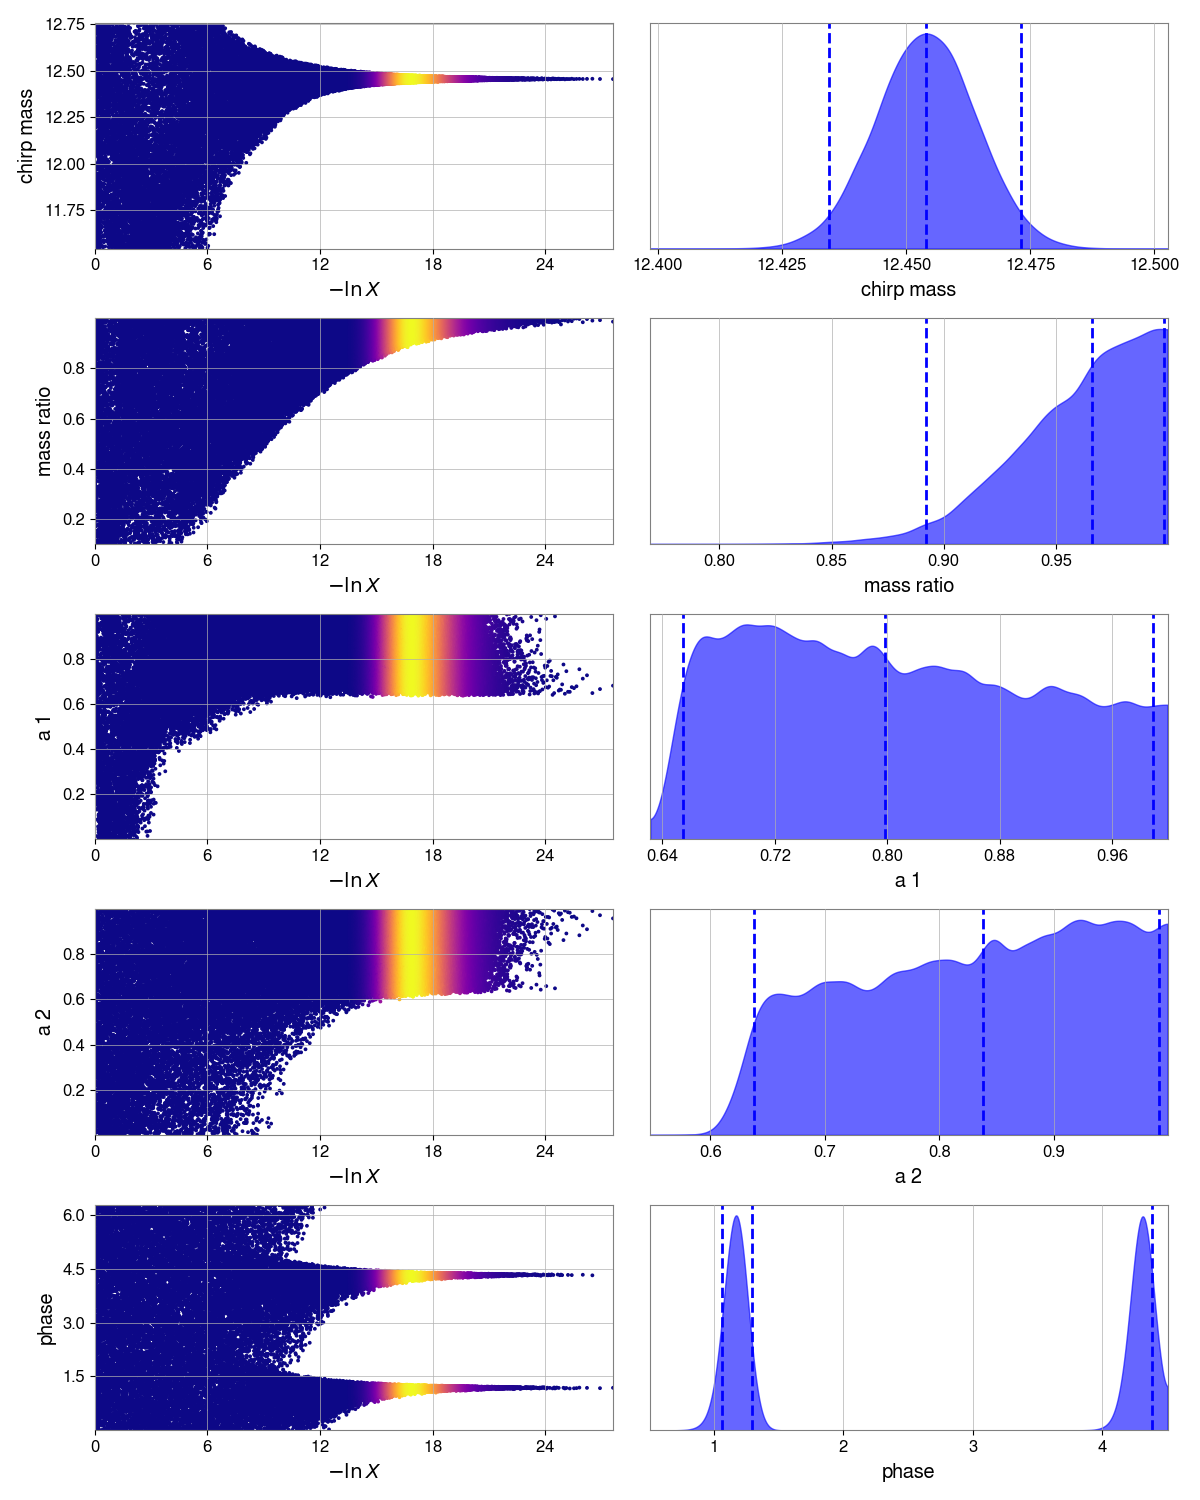 12.75
12.50
12.25
12.00
11.75
chirp mass
0 6 12 18 24
−ln X
12.400 12.425 12.450 12.475 12.500
chirp mass
0.8
0.6
0.4
0.2
mass ratio
0 6 12 18 24
−ln X
0.80 0.85 0.90 0.95
mass ratio
0.8
0.6
0.4
0.2
a 1
0 6 12 18 24
−ln X
0.64 0.72 0.80 0.88 0.96
a 1
0.8
0.6
0.4
0.2
a 2
0 6 12 18 24
−ln X
0.6 0.7 0.8 0.9
a 2
6.0
4.5
3.0
1.5
phase
0 6 12 18 24
−ln X
1 2 3 4
phase